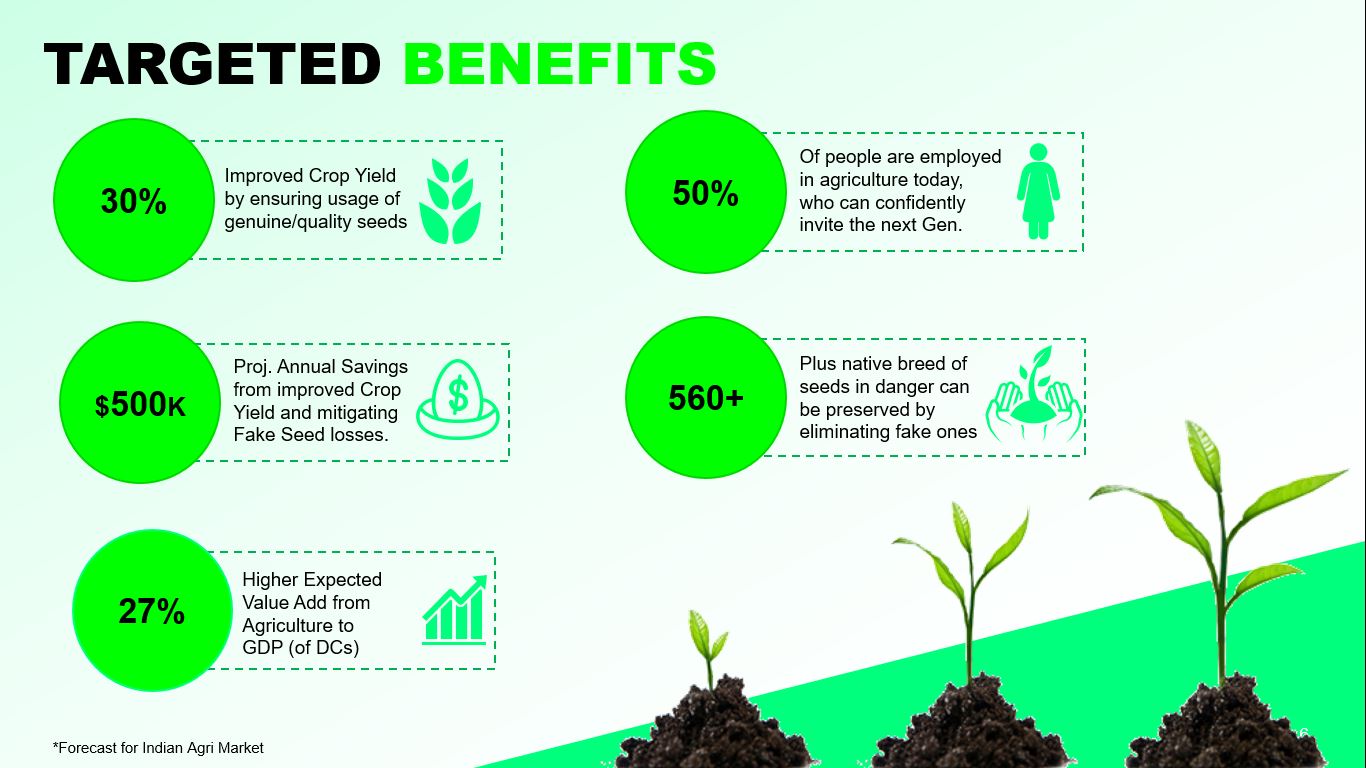 TARGETED BENEFITS
30%
Improved Crop Yield
by ensuring usage of
genuine/quality seeds
50%
Of people are employed
in agriculture today,
who can confidently
invite the next Gen.
$500K
Proj. Annual Savings
from improved Crop
Yield and mitigating
Fake Seed losses.
$
560+
Plus native breed of
seeds in danger can
be preserved by
eliminating fake ones
27%
Higher Expected
Value Add from
Agriculture to
GDP (of DCs)
*Forecast for Indian Agri Market
6